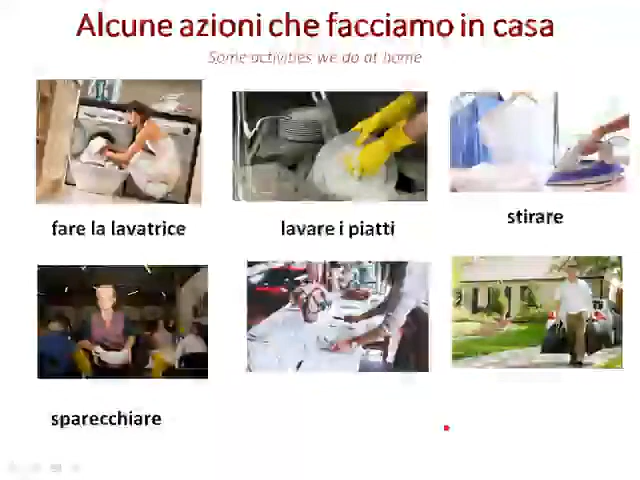 Alcune azioni che facciamo in casa
Some activities we do at home
fare la lavatrice
lavare i piatti
stirare
sparecchiare